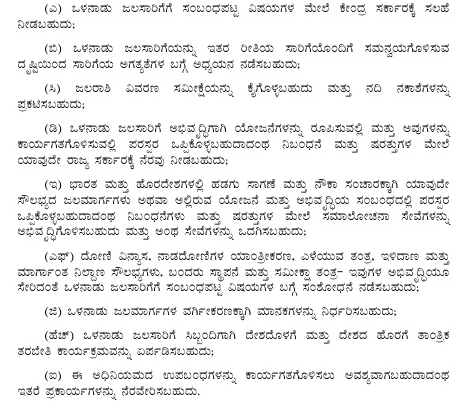 (ಎ) ಒಳನಾಡು ಜಲಸಾರಿಗೆಗೆ ಸಂಬಂಧಪಟ್ಟ ವಿಷಯಗಳ ಮೇಲೆ ಕೇಂದ್ರ ಸರ್ಕಾರಕ್ಕೆ ಸಲಹೆ
ನೀಡಬಹುದು;
(ಬಿ) ಒಳನಾಡು ಜಲಸಾರಿಗೆಯನ್ನು ಇತರ ರೀತಿಯ ಸಾರಿಗೆಯೊಂದಿಗೆ ಸಮನ್ವಯಗೊಳಿಸುವ
ದೃಷ್ಟಿಯಿಂದ ಸಾರಿಗೆಯ ಅಗತ್ಯತೆಗಳ ಬಗ್ಗೆ ಅಧ್ಯಯನ ನಡೆಸಬಹುದು;
(ಸಿ) ಜಲರಾಶಿ ವಿವರಣ ಸಮೀಕ್ಷೆಯನ್ನು ಕೈಗೊಳ್ಳಬಹುದು ಮತ್ತು ನದಿ ನಕಾಶೆಗಳನ್ನು
ಪ್ರಕಟಿಸಬಹುದು;
(ಡಿ) ಒಳನಾಡು ಜಲಸಾರಿಗೆ ಅಭಿವೃದ್ಧಿಗಾಗಿ ಯೋಜನೆಗಳನ್ನು ರೂಪಿಸುವಲ್ಲಿ ಮತ್ತು ಅವುಗಳನ್ನು
ಕಾರ್ಯಗತಗೊಳಿಸುವಲ್ಲಿ ಪರಸ್ಪರ ಒಪ್ಪಿಕೊಳ್ಳಬಹುದಾದಂಥ ನಿಬಂಧನೆ ಮತ್ತು ಷರತ್ತುಗಳ ಮೇಲೆ
ಯಾವುದೇ ರಾಜ್ಯ ಸರ್ಕಾರಕ್ಕೆ ನೆರವು ನೀಡಬಹುದು;
(ಇ) ಭಾರತ ಮತ್ತು ಹೊರದೇಶಗಳಲ್ಲಿ ಹಡಗು ಸಾಗಣೆ ಮತ್ತು ನೌಕಾ ಸಂಚಾರಕ್ಕಾಗಿ ಯಾವುದೇ
ಸೌಲಭ್ಯದ ಜಲಮಾರ್ಗಗಳು ಅಥವಾ ಅಲ್ಲಿರುವ ಯೋಜನೆ ಮತ್ತು ಅಭಿವೃದ್ಧಿಯ ಸಂಬಂಧದಲ್ಲಿ ಪರಸ್ಪರ
ಒಪ್ಪಿಕೊಳ್ಳಬಹುದಾದಂಥ ನಿಬಂಧನೆಗಳು ಮತ್ತು ಷರತ್ತುಗಳ ಮೇಲೆ ಸಮಾಲೋಚನಾ ಸೇವೆಗಳನ್ನು
ಅಭಿವೃದ್ಧಿಗೊಳಿಸಬಹುದು ಮತ್ತು ಅಂಥ ಸೇವೆಗಳನ್ನು ಒದಗಿಸಬಹುದು;
(ಎಫ್) ದೋಣಿ ವಿನ್ಯಾಸ, ನಾಡದೋಣಿಗಳ ಯಾಂತ್ರೀಕರಣ, ಎಳೆಯುವ ತಂತ್ರ, ಇಳಿದಾಣ ಮತ್ತು
ಮಾರ್ಗಾಂತ ನಿಲ್ದಾಣ ಸೌಲಭ್ಯಗಳು, ಬಂದರು ಸ್ಥಾಪನೆ ಮತ್ತು ಸಮೀಕ್ಷಾ ತಂತ್ರ- ಇವುಗಳ ಅಭಿವೃದ್ಧಿಯೂ
ಸೇರಿದಂತೆ ಒಳನಾಡು ಜಲಸಾರಿಗೆಗೆ ಸಂಬಂಧಪಟ್ಟ ವಿಷಯಗಳ ಬಗ್ಗೆ ಸಂಶೋಧನೆ ನಡೆಸಬಹುದು;
(ಜಿ) ಒಳನಾಡು ಜಲಮಾರ್ಗಗಳ ವರ್ಗೀಕರಣಕ್ಕಾಗಿ ಮಾನಕಗಳನ್ನು ನಿರ್ಧರಿಸಬಹುದು;
(ಹೆಚ್) ಒಳನಾಡು ಜಲಸಾರಿಗೆ ಸಿಬ್ಬಂದಿಗಾಗಿ ದೇಶದೊಳಗೆ ಮತ್ತು ದೇಶದ ಹೊರಗೆ ತಾಂತ್ರಿಕ
ತರಬೇತಿ ಕಾರ್ಯಕ್ರಮವನ್ನು ಏರ್ಪಡಿಸಬಹುದು;
(ಐ) ಈ ಅಧಿನಿಯಮದ ಉಪಬಂಧಗಳನ್ನು ಕಾರ್ಯಗತಗೊಳಿಸಲು ಅವಶ್ಯವಾಗಬಹುದಾದಂಥ
ಇತರೆ ಪ್ರಕಾರ್ಯಗಳನ್ನು ನೆರವೇರಿಸಬಹುದು.